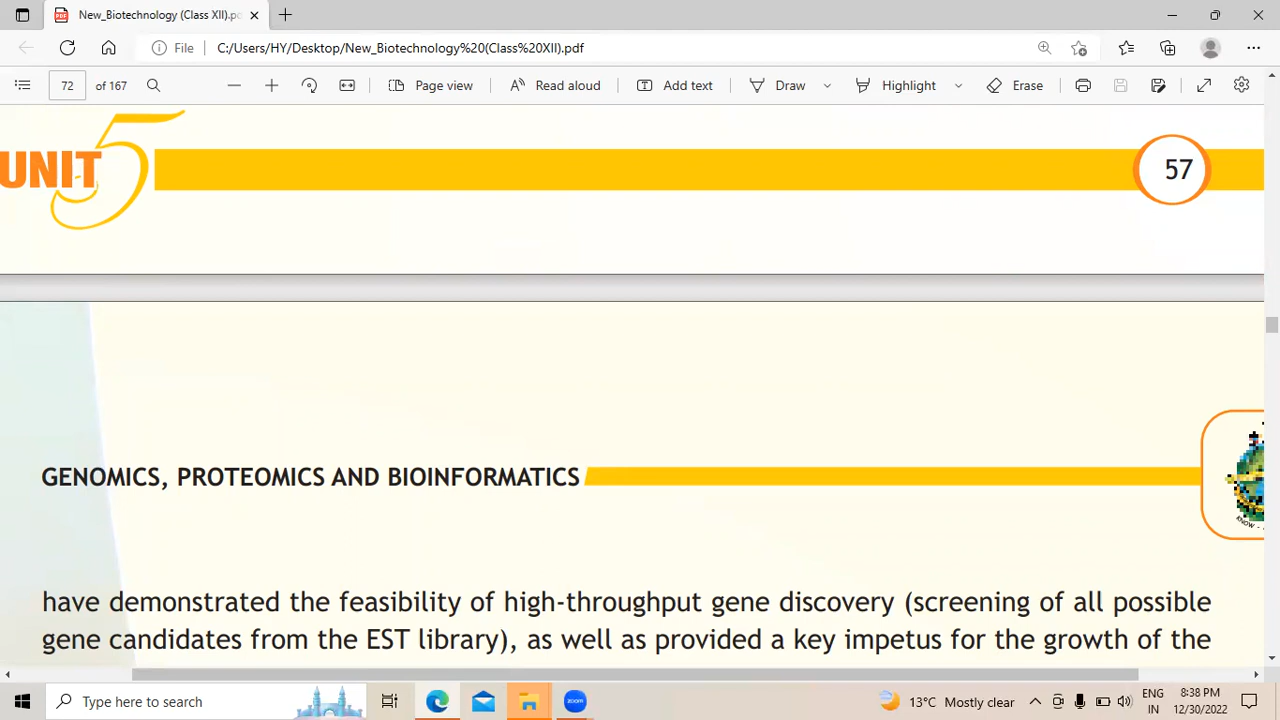 New_Biotechnology (Class XII).pd
File
C:/Users/HY/Desktop/New_Biotechnology%20(Class%20XII).pdf
72 of 167
Page view
Read aloud
Add text
Draw
Highlight
Erase
UNIT 5
57
GENOMICS, PROTEOMICS AND BIOINFORMATICS
KNOW -
have demonstrated the feasibility of high-throughput gene discovery (screening of all possible
gene candidates from the EST library), as well as provided a key impetus for the growth of the
Type here to search
zoom
13°C Mostly clear
ENG
IN
8:38 PM
12/30/2022